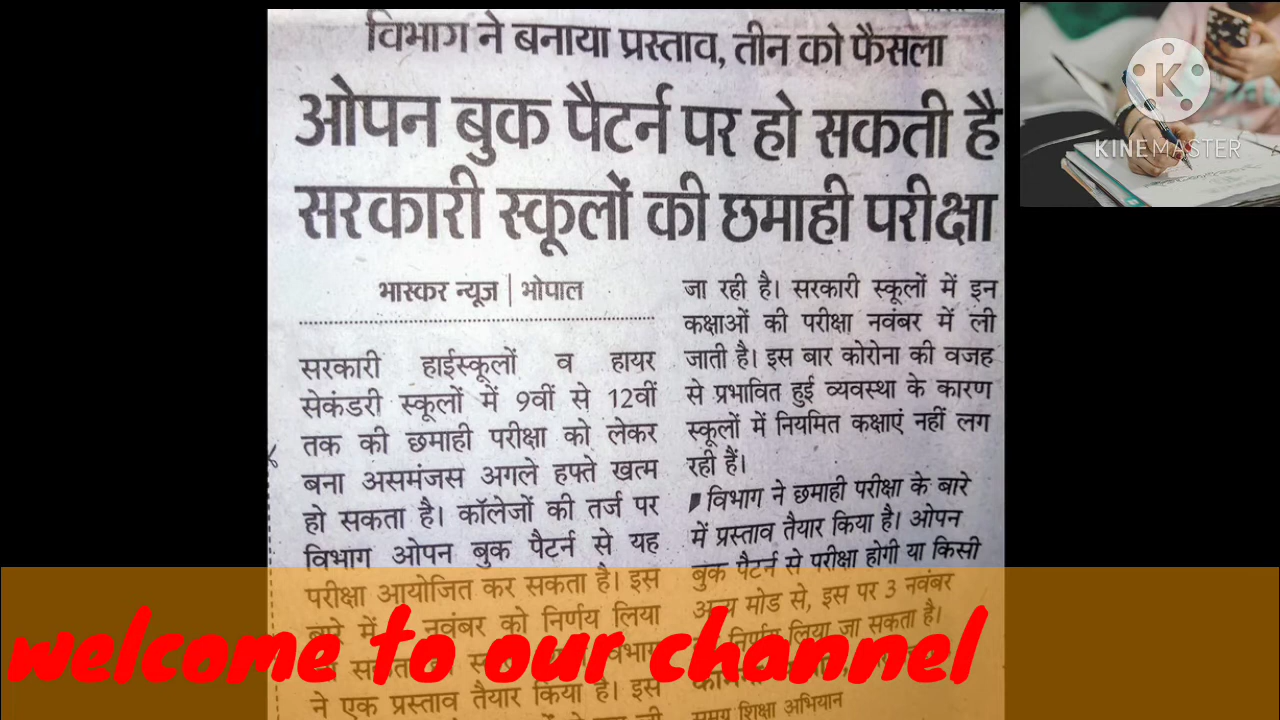 विभाग ने बनाया प्रस्ताव, तीन को फैसला
ओपन बुक पैटर्न पर हो सकती है
सरकारी स्कूलों की छमाही परीक्षा
भास्कर न्यूज | भोपाल
सरकारी हाईस्कूलों व हायर
सेकंडरी स्कूलों में 9वीं से 12वीं
तक की छमाही परीक्षा को लेकर
बना असमंजस अगले हफ्ते खत्म
हो सकता है। कॉलेजों की तर्ज पर
विभाग ओपन बुक पैटर्न से यह
परीक्षा आयोजित कर सकता है। इस
बारे में नवंबर को निर्णय लिया
विभाग
ने एक प्रस्ताव तैयार किया है। इस
जा रही है। सरकारी स्कूलों में इन
कक्षाओं की परीक्षा नवंबर में ली
जाती है। इस बार कोरोना की वजह
से प्रभावित हुई व्यवस्था के कारण
स्कूलों में नियमित कक्षाएं नहीं लग
रही हैं।
विभाग ने छमाही परीक्षा के बारे
में प्रस्ताव तैयार किया है। ओपन
बुक पैटर्न से परीक्षा होगी या किसी
अन्य मोड से, इस पर 3 नवंबर
निर्णय लिया जा सकता है।
समग्र शिक्षा अभियान
welcome to our channel
K
KINEMASTER